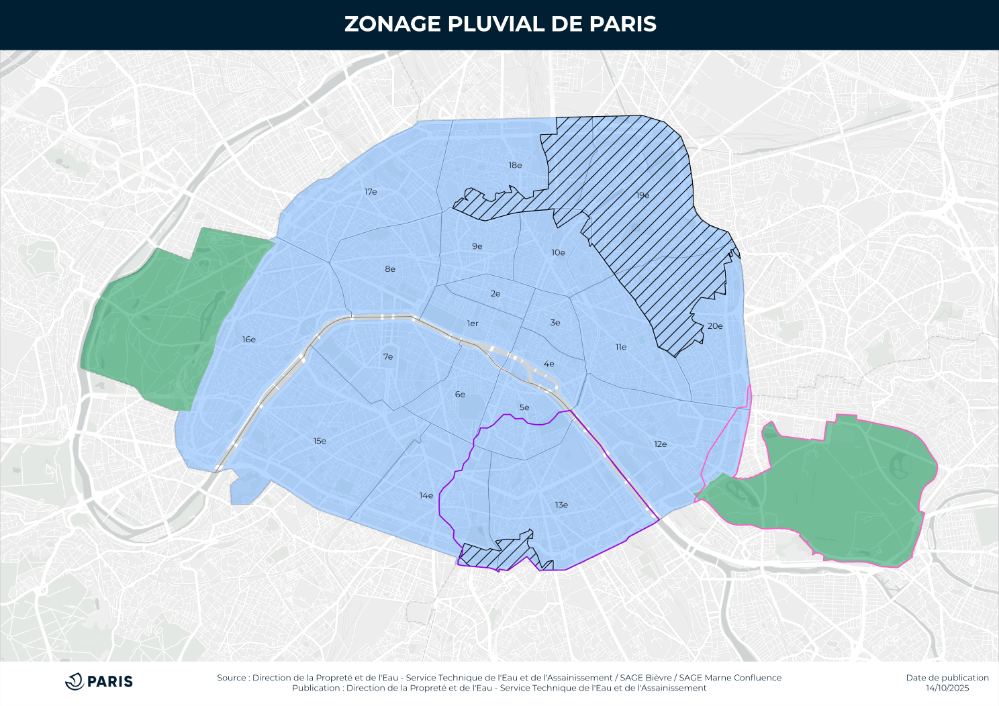 ZONAGE PLUVIAL DE PARIS
18e
17e
19e
9e
10e
8e
2e
1er
3e
20e
16e
11e
7e
4e
6e
5e
15e
12e
14e
13e
PARIS
Source : Direction de la Propreté et de l'Eau - Service Technique de l'Eau et de l'Assainissement / SAGE Bièvre / SAGE Marne Confluence
Publication : Direction de la Propreté et de l'Eau - Service Technique de l'Eau et de l'Assainissement
Date de publication
14/10/2025